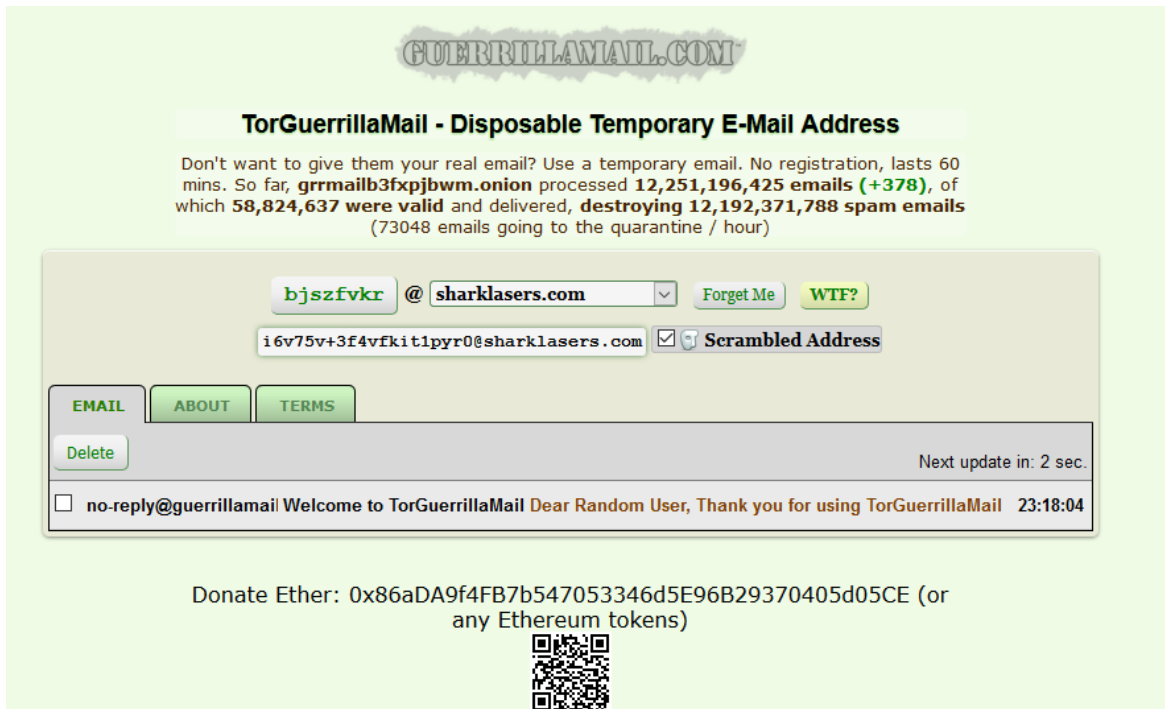 GUERRILLAMAIL.COM
TorGuerrillaMail - Disposable Temporary E-Mail Address
Don't want to give them your real email? Use a temporary email. No registration, lasts 60
mins. So far, grrmailb3fxpjbwm.onion processed 12,251,196,425 emails (+378), of
which 58,824,637 were valid and delivered, destroying 12,192,371,788 spam emails
(73048 emails going to the quarantine / hour)
bjszfvkr @ sharklasers.com Forget Me WTF?
i6v75v+3f4vfkit1pyr0@sharklasers.com Scrambled Address
EMAIL ABOUT TERMS
Delete
Next update in: 2 sec.
no-reply@guerrillamail Welcome to TorGuerrillaMail Dear Random User, Thank you for using TorGuerrillaMail 23:18:04
Donate Ether: 0x86aDA9f4FB7b547053346d5E96B29370405d05CE (or
any Ethereum tokens)